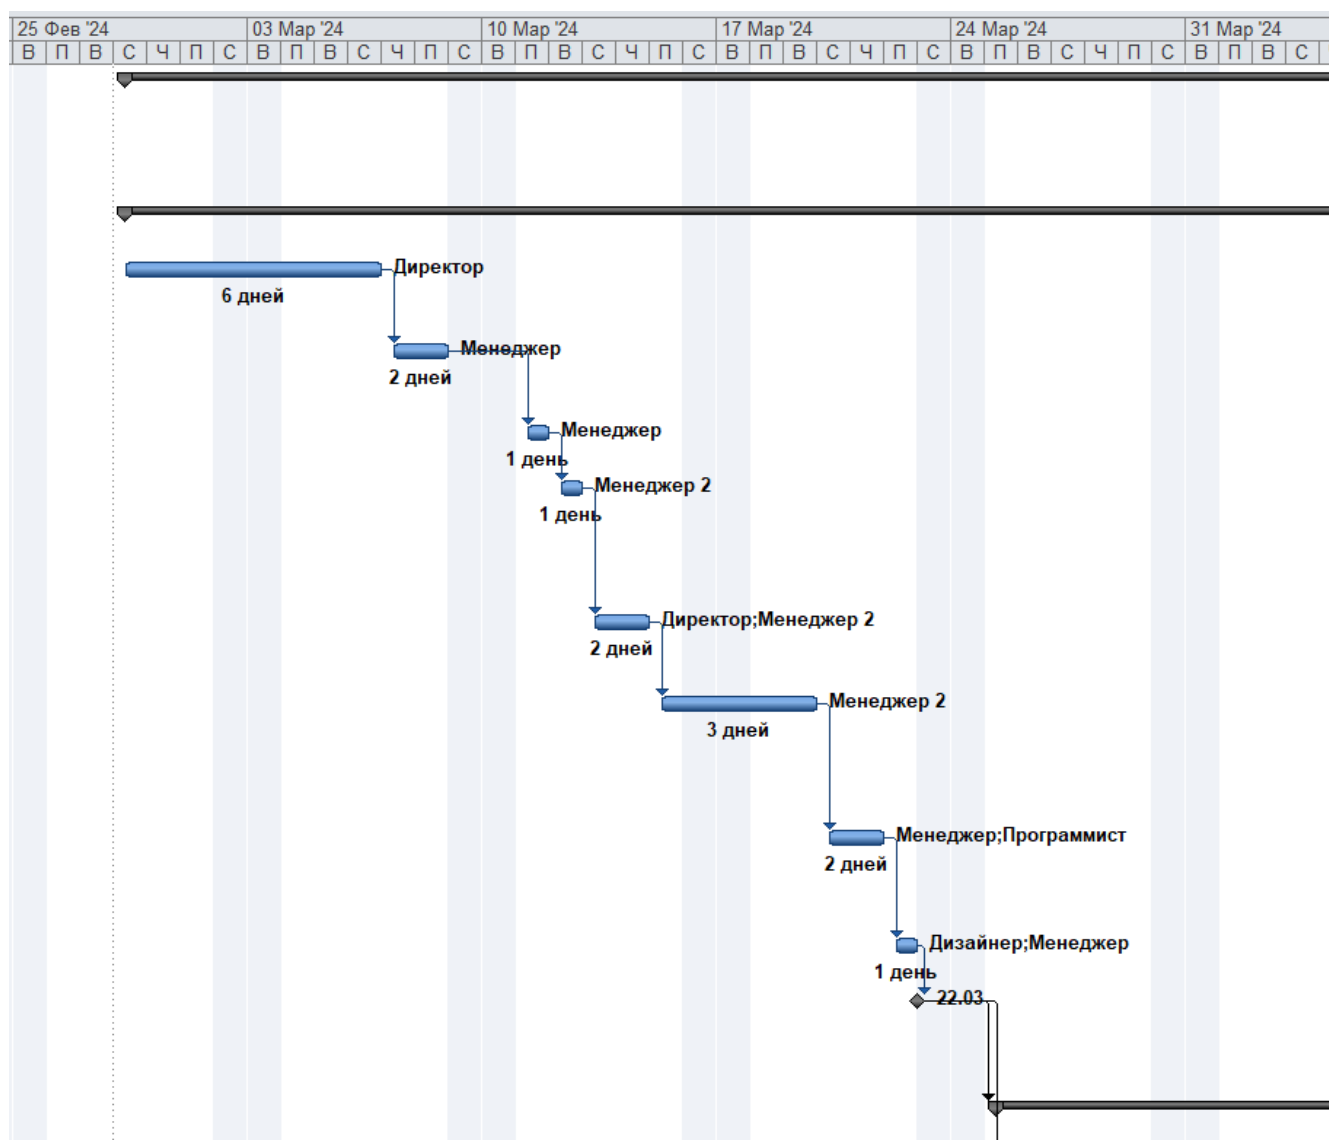 25 Фев '24 03 Мар '24 10 Мар '24 17 Мар '24 24 Мар '24 31 Мар '24
В П В С Ч П С В П В С Ч П С В П В С Ч П С В П В С Ч П С В П В С Ч П С В П В С
Директор
6 дней
Менеджер
2 дней
Менеджер
1 день
Менеджер 2
1 день
Директор;Менеджер 2
2 дней
Менеджер 2
3 дней
Менеджер;Программист
2 дней
Дизайнер;Менеджер
1 день
22.03